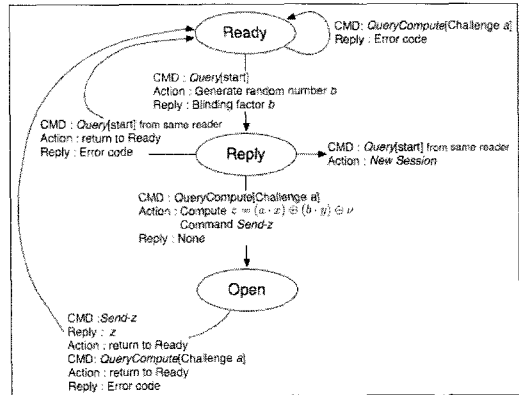 Ready
CMD : QueryCompute[Challenge a]
Reply : Error code
CMD : Query[start]
Action : Generate random number b
Reply : Blinding factor b
CMD : Query[start] from same reader
Action : return to Ready
Reply : Error code
Reply
CMD : Query[start] from same reader
Action : New Session
CMD : QueryCompute[Challenge a]
Action : Compute z = (a · x) ⊕ (b · y) ⊕ ν
Command Send-z
Reply : None
Open
CMD :Send-z
Reply : z
Action : return to Ready
CMD: QueryCompute[Challenge a]
Action : return to Ready
Reply : Error code